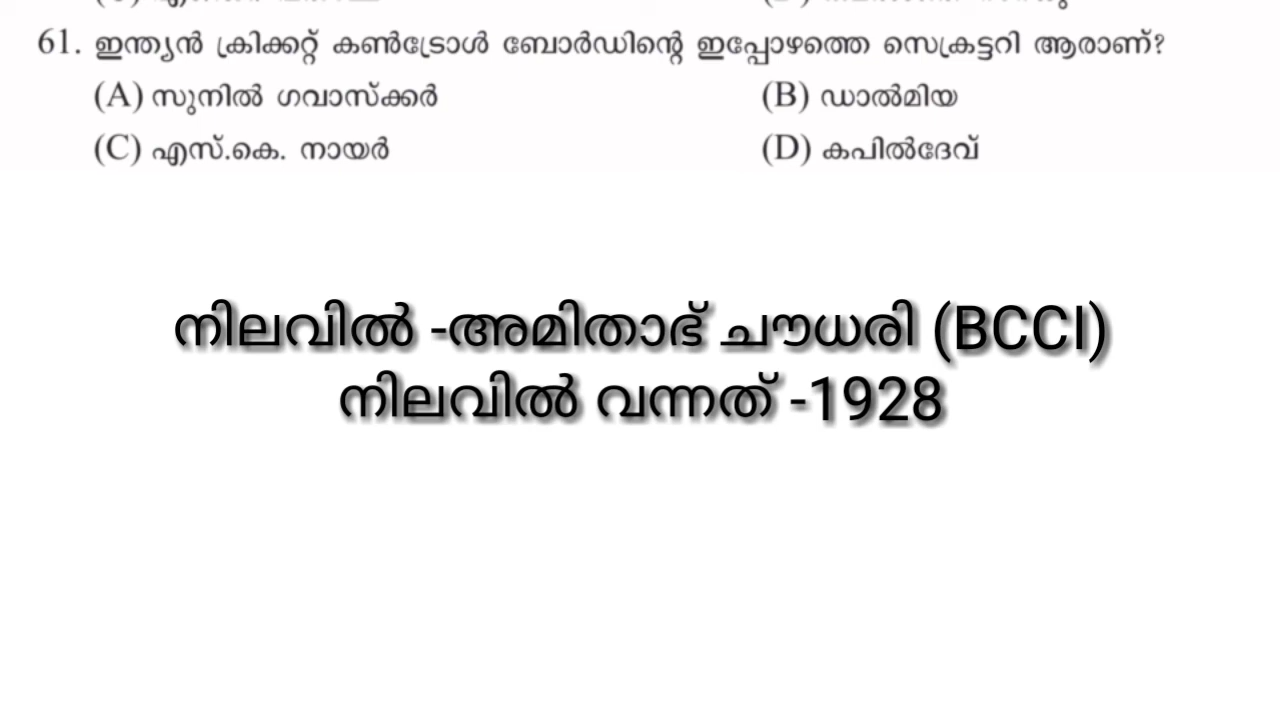 61. ഇന്ത്യൻ ക്രിക്കറ്റ് കൺട്രോൾ ബോർഡിന്റെ ഇപ്പോഴത്തെ സെക്രട്ടറി ആരാണ്?
(A) സുനിൽ ഗവാസ്ക്കർ (B) ഡാൽമിയ
(C) എസ്.കെ. നായർ (D) കപിൽദേവ്
നിലവിൽ -അമിതാഭ് ചൗധരി (BCCI)
നിലവിൽ വന്നത് -1928